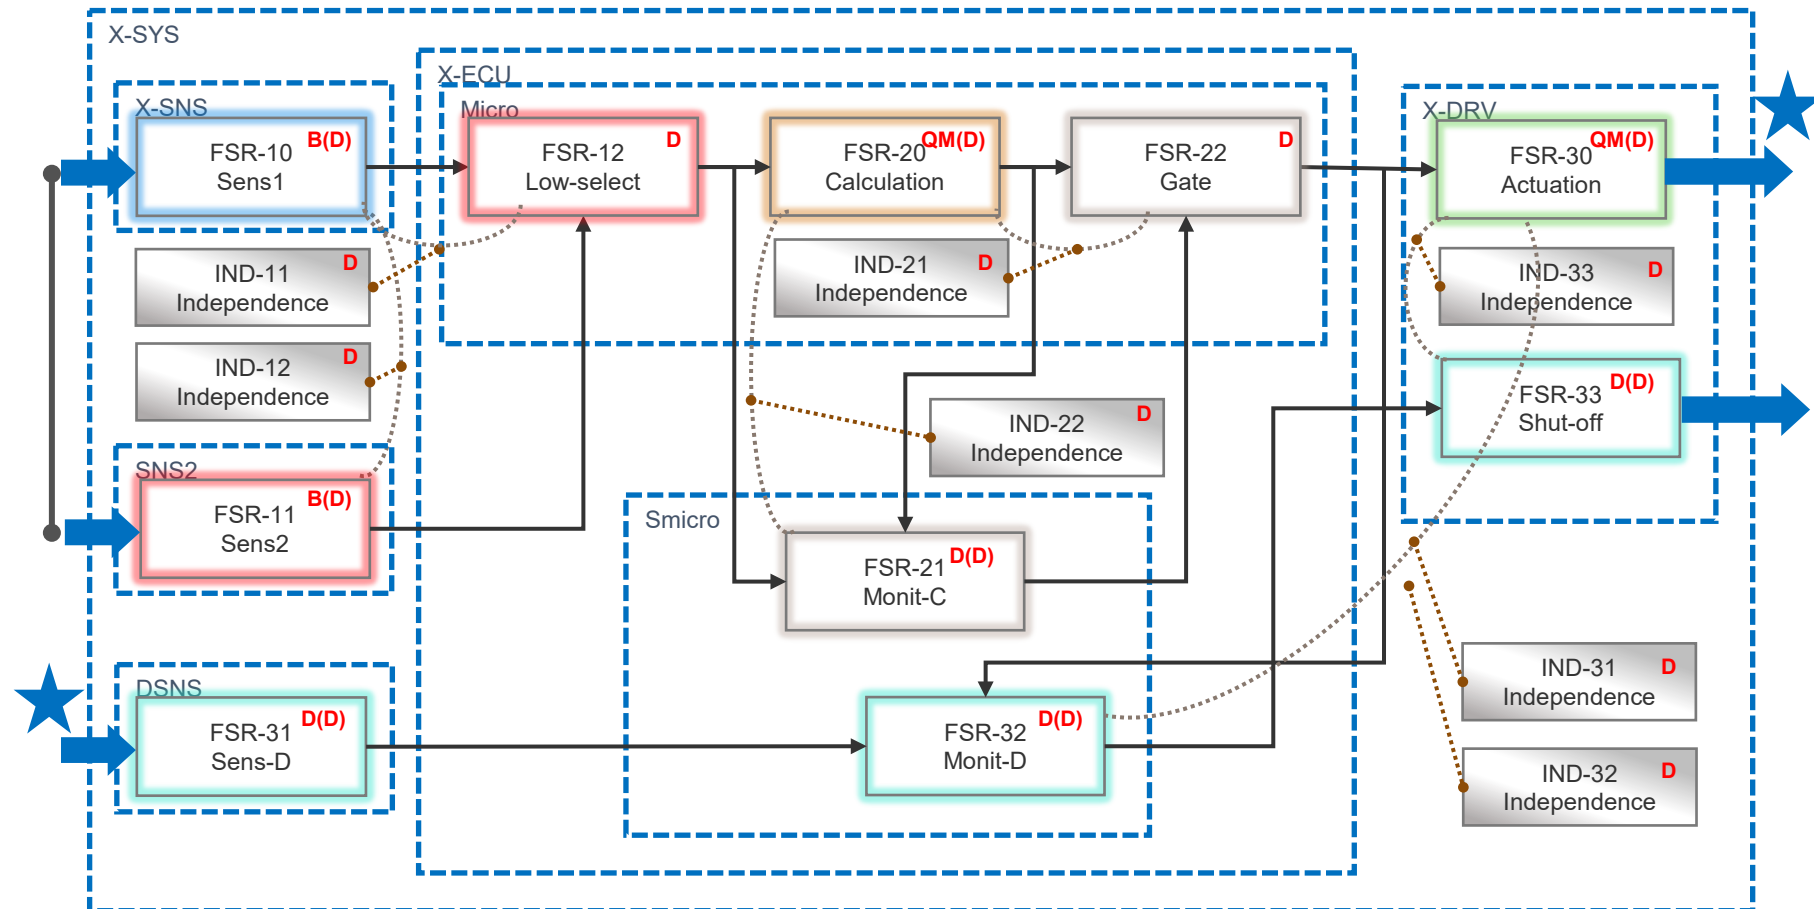 X-SYS
X-ECU
X-SNS
Micro
X-DRV
B(D)
FSR-10
Sens1
D
FSR-12
Low-select
QM(D)
FSR-20
Calculation
D
FSR-22
Gate
QM(D)
FSR-30
Actuation
D
IND-11
Independence
D
IND-21
Independence
D
IND-33
Independence
D
IND-12
Independence
D(D)
FSR-33
Shut-off
D
IND-22
Independence
SNS2
B(D)
FSR-11
Sens2
Smicro
D(D)
FSR-21
Monit-C
D
IND-31
Independence
DSNS
D(D)
FSR-31
Sens-D
D(D)
FSR-32
Monit-D
D
IND-32
Independence